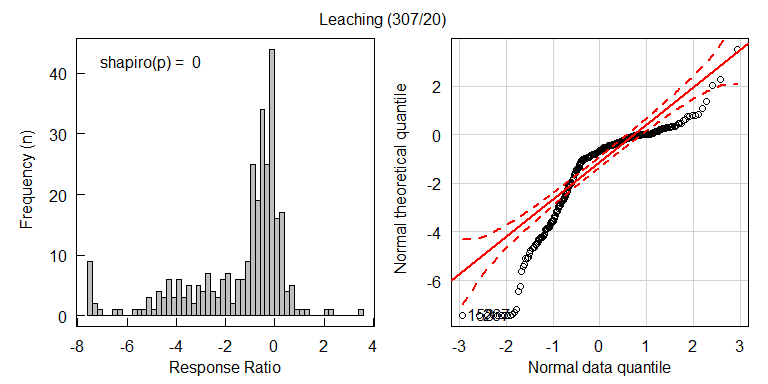 Leaching (307/20)
shapiro(p) = 0
Frequency (n)
40
30
20
10
0
-8 -6 -4 -2 0 2 4
Response Ratio
Normal theoretical quantile
2
0
-2
-4
-6
-3 -2 -1 0 1 2 3
Normal data quantile